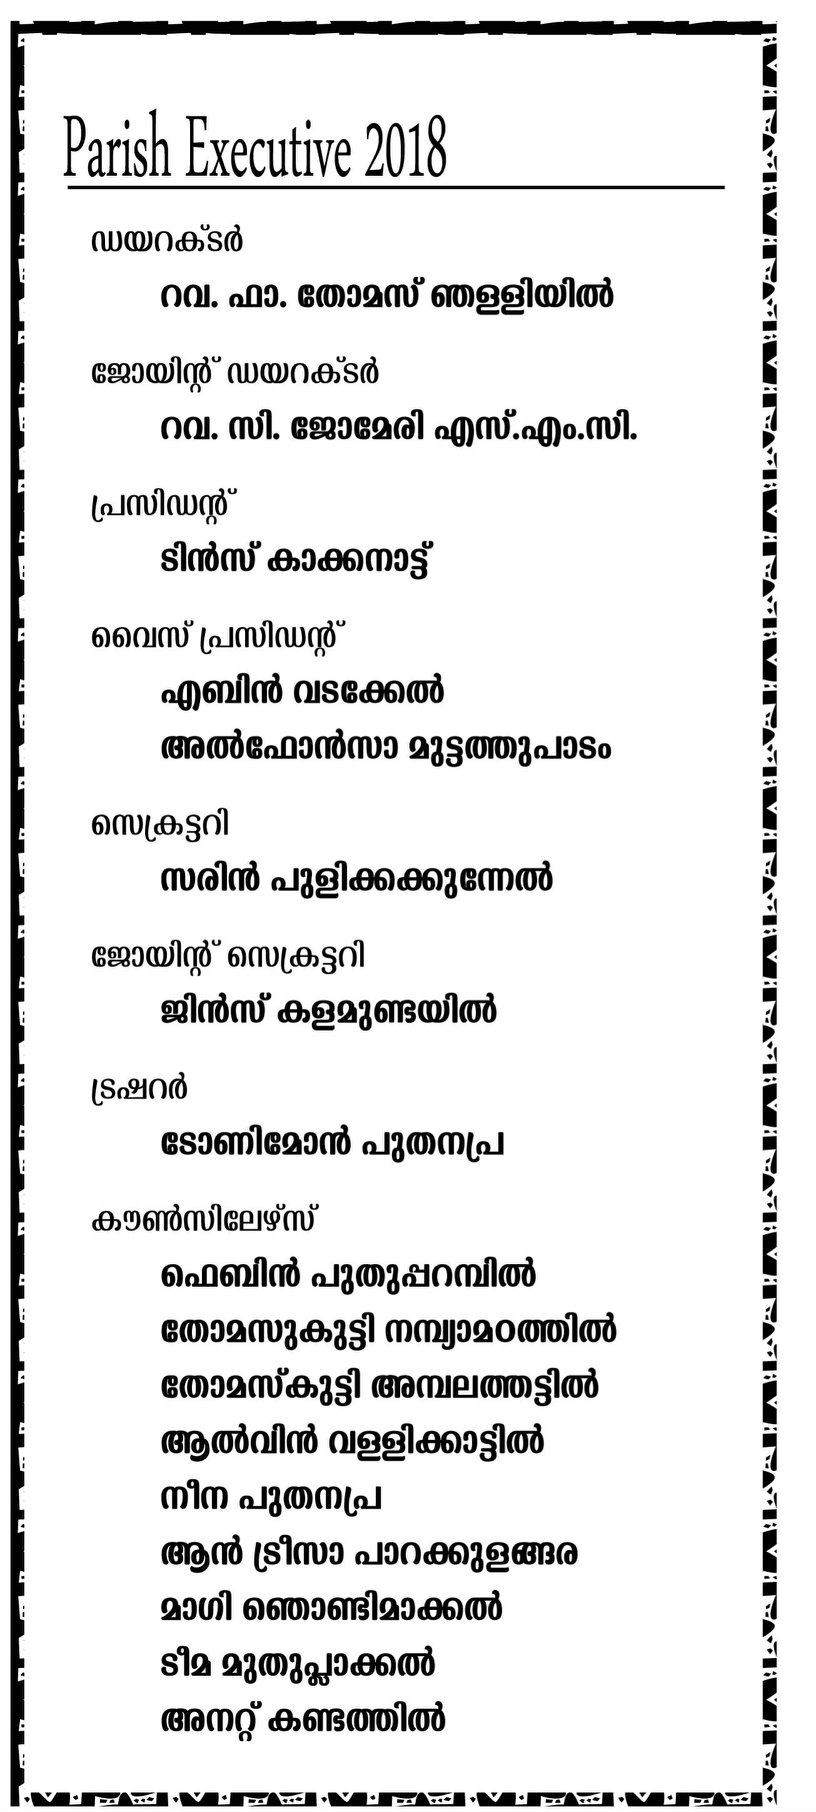 Parish Executive 2018
ഡയറക്ടർ
റവ. ഫാ. തോമസ് ഞള്ളിയിൽ
ജോയിന്റ് ഡയറക്ടർ
റവ. സി. ജോമേരി എസ്.എം.സി.
പ്രസിഡന്റ്
ടിൻസ് കാക്കനാട്ട്
വൈസ് പ്രസിഡന്റ്
എബിൻ വടക്കേൽ
അൽഫോൻസാ മുട്ടത്തുപാടം
സെക്രട്ടറി
സരിൻ പുളിക്കക്കുന്നേൽ
ജോയിന്റ് സെക്രട്ടറി
ജിൻസ് കളമുണ്ടയിൽ
ട്രഷറർ
ടോണിമോൻ പുതനപ്ര
കൗൺസിലേഴ്സ്
ഫെബിൻ പുതുപ്പറമ്പിൽ
തോമസുകുട്ടി നമ്പ്യാമഠത്തിൽ
തോമസ്കുട്ടി അമ്പലത്തട്ടിൽ
ആൽവിൻ വള്ളിക്കാട്ടിൽ
നീന പുതനപ്ര
ആൻ ട്രീസാ പാറക്കുളങ്ങര
മാഗി ഞൊണ്ടിമാക്കൽ
ടീമ മുതുപ്ലാക്കൽ
അനറ്റ് കണ്ടത്തിൽ